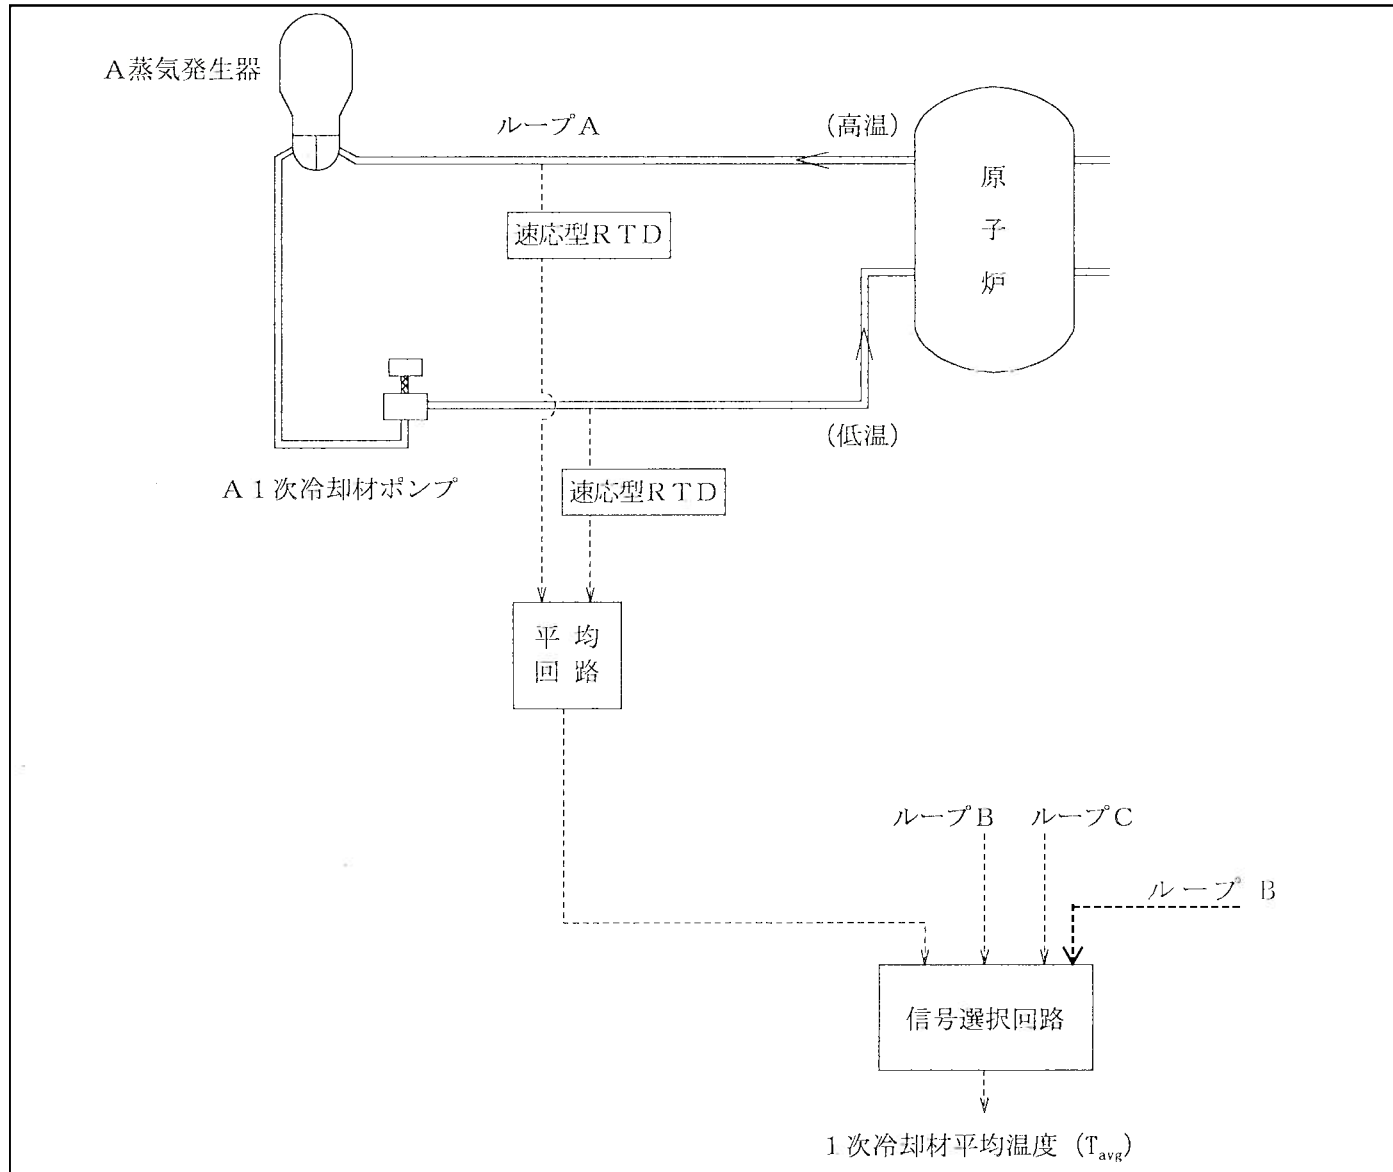 A蒸気発生器
ループA
(高温)
原
子
炉
速応型RTD
(低温)
A1次冷却材ポンプ
速応型RTD
平均
回路
ループB ループC
ループ B
信号選択回路
1次冷却材平均温度 (Tavg)